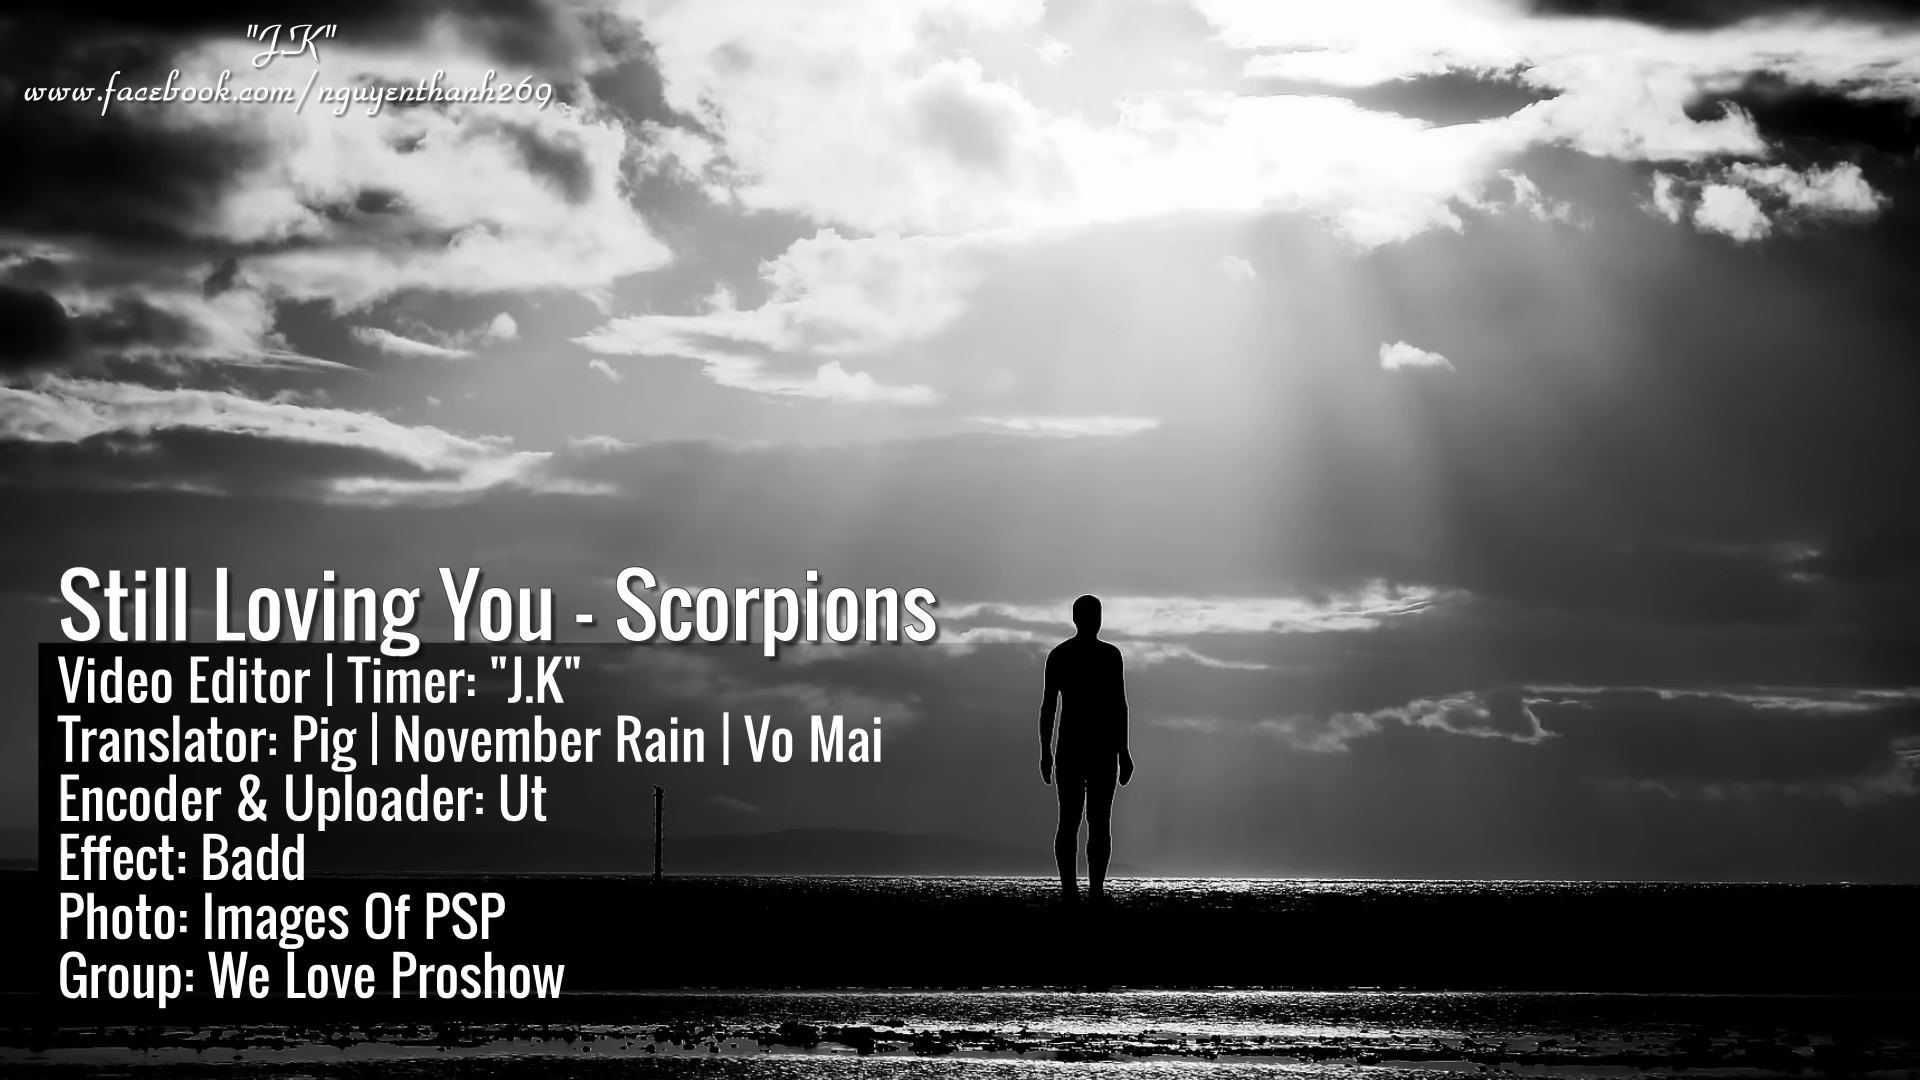 "J.K"
www.facebook.com/nguyenthanh269
Still Loving You - Scorpions
Video Editor | Timer: "J.K"
Translator: Pig | November Rain | Vo Mai
Encoder & Uploader: Ut
Effect: Badd
Photo: Images Of PSP
Group: We Love Proshow